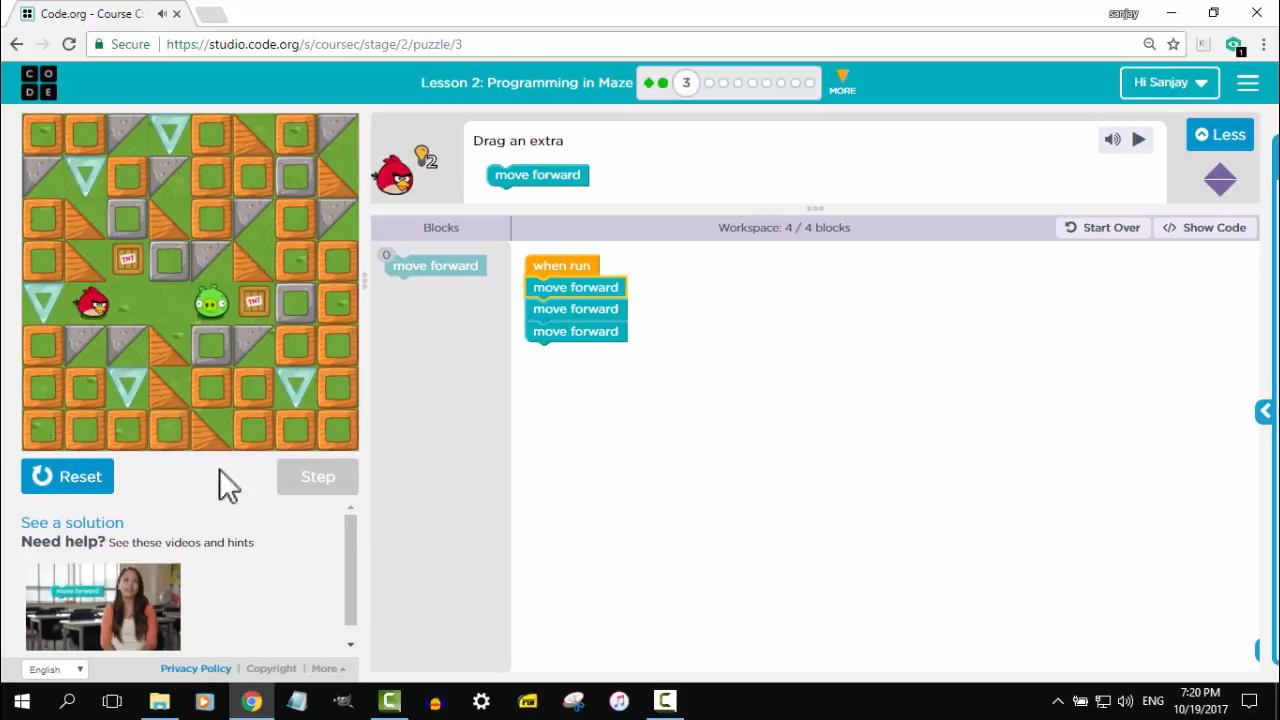 Code.org - Course C:
sanjay
Secure
https://studio.code.org/s/coursec/stage/2/puzzle/3
K
1
C O
D E
Lesson 2: Programming in Maze
3
MORE
Hi Sanjay
2
Drag an extra
move forward
Less
Blocks
Workspace: 4 / 4 blocks
Start Over
</> Show Code
0
move forward
when run
move forward
move forward
move forward
TNT
TNT
Reset
Step
See a solution
Need help? See these videos and hints
move forward
English
Privacy Policy
Copyright
More
ENG
7:20 PM
10/19/2017